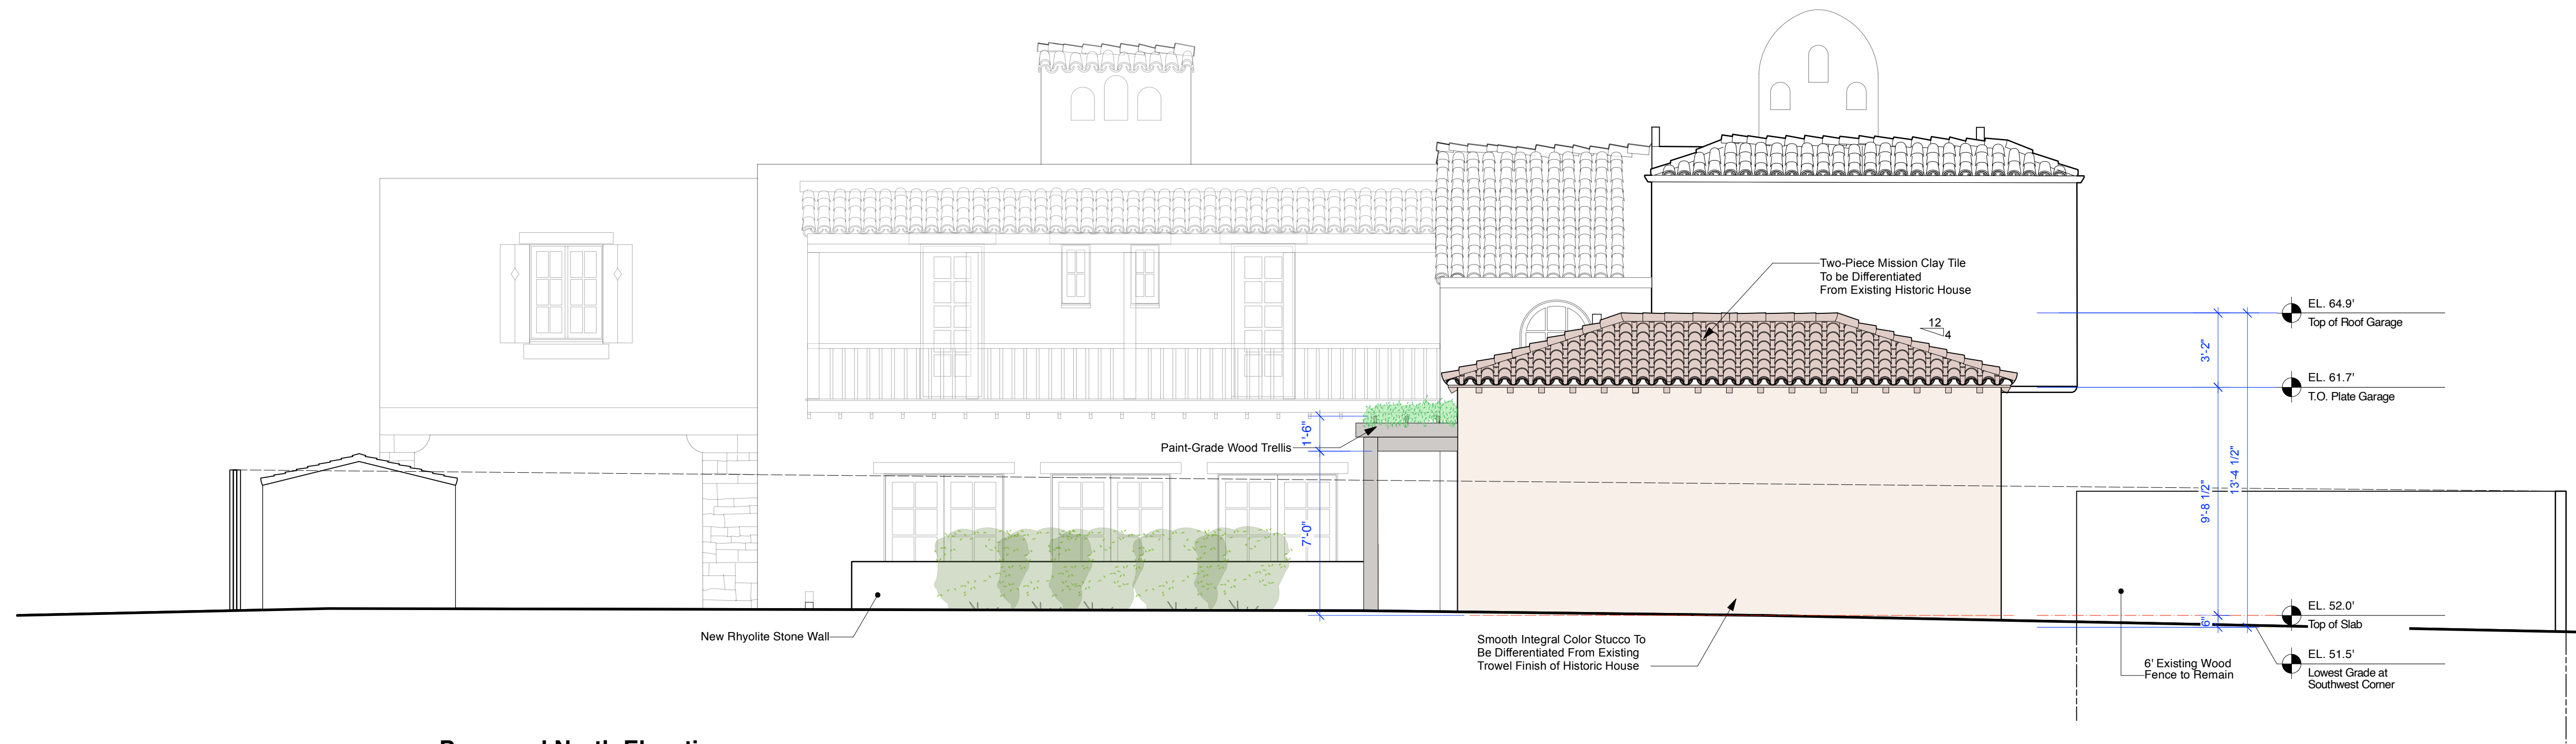 Two-Piece Mission Clay Tile
To be Differentiated
From Existing Historic House
12
4
EL. 64.9'
Top of Roof Garage
3'-2"
EL. 61.7'
T.O. Plate Garage
1'-6"
Paint-Grade Wood Trellis
7'-0"
9'-8 1/2"
13'-4 1/2"
EL. 52.0'
Top of Slab
6"
New Rhyolite Stone Wall
Smooth Integral Color Stucco To
Be Differentiated From Existing
Trowel Finish of Historic House
6' Existing Wood
Fence to Remain
EL. 51.5'
Lowest Grade at
Southwest Corner